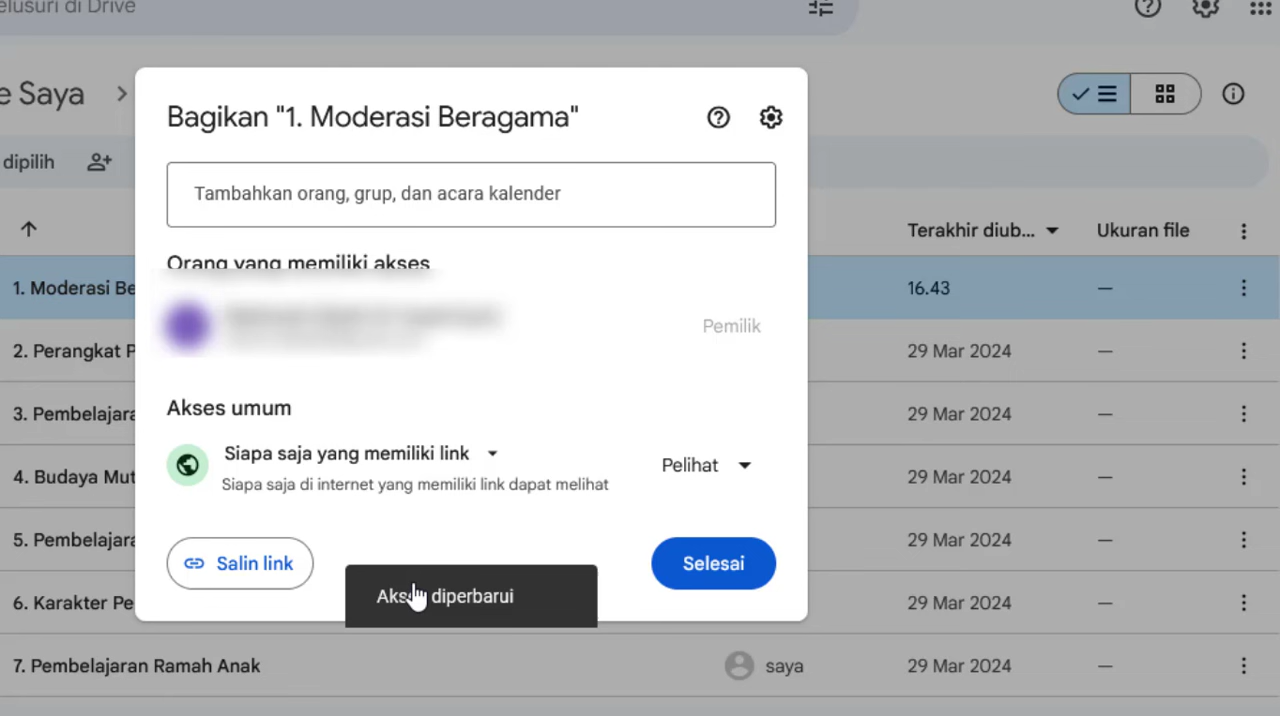 elusuri di Drive
e Saya
dipilih
Bagikan "1. Moderasi Beragama"
Tambahkan orang, grup, dan acara kalender
Orang yang memiliki akses
Pemilik
Akses umum
Siapa saja yang memiliki link
Siapa saja di internet yang memiliki link dapat melihat
Pelihat
Salin link
Selesai
diperbarui
Terakhir diub... Ukuran file
1. Moderasi Be 16.43 —
2. Perangkat P 29 Mar 2024 —
3. Pembelajara 29 Mar 2024 —
4. Budaya Mut 29 Mar 2024 —
5. Pembelajara 29 Mar 2024 —
6. Karakter Pe 29 Mar 2024 —
7. Pembelajaran Ramah Anak saya 29 Mar 2024 —